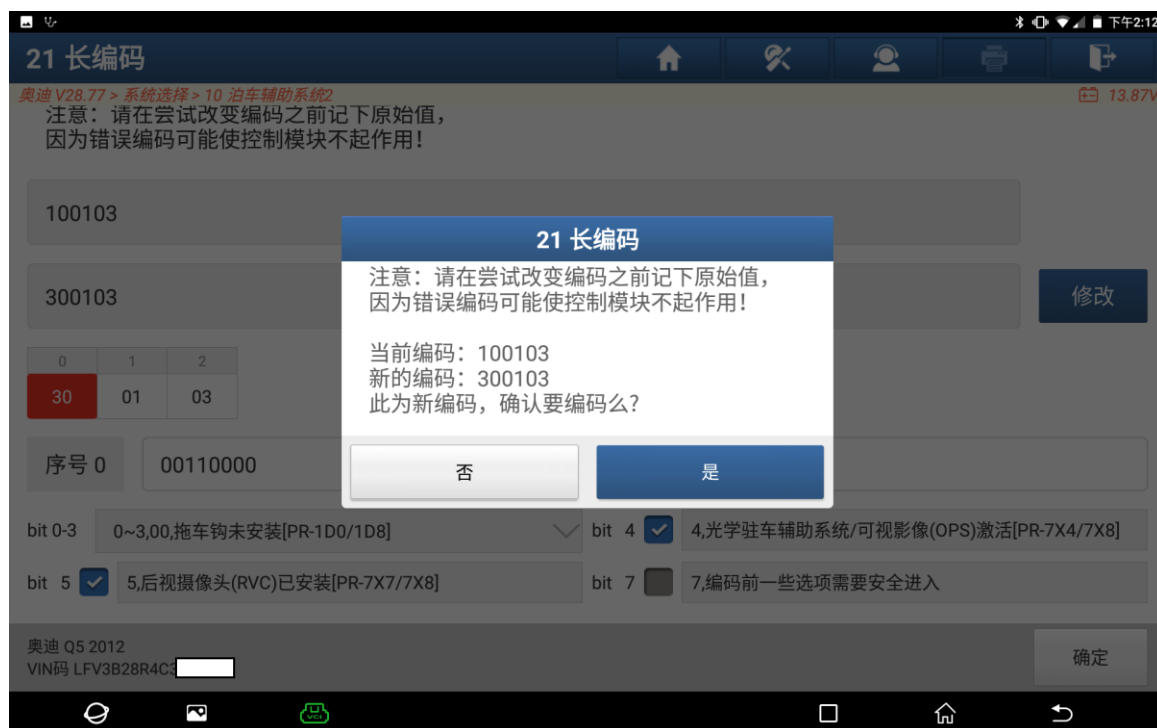 下午2:12
21 长编码
奥迪 V28.77 > 系统选择 > 10 泊车辅助系统2
13.87V
注意：请在尝试改变编码之前记下原始值，
因为错误编码可能使控制模块不起作用！
100103
300103
修改
0 1 2
30 01 03
序号 0 00110000
21 长编码
注意：请在尝试改变编码之前记下原始值，
因为错误编码可能使控制模块不起作用！
当前编码：100103
新的编码：300103
此为新编码，确认要编码么？
否 是
bit 0-3 0~3,00,拖车钩未安装[PR-1D0/1D8] bit 4 4,光学驻车辅助系统/可视影像(OPS)激活[PR-7X4/7X8]
bit 5 5,后视摄像头(RVC)已安装[PR-7X7/7X8] bit 7 7,编码前一些选项需要安全进入
奥迪 Q5 2012
VIN码 LFV3B28R4C3
确定
VCI